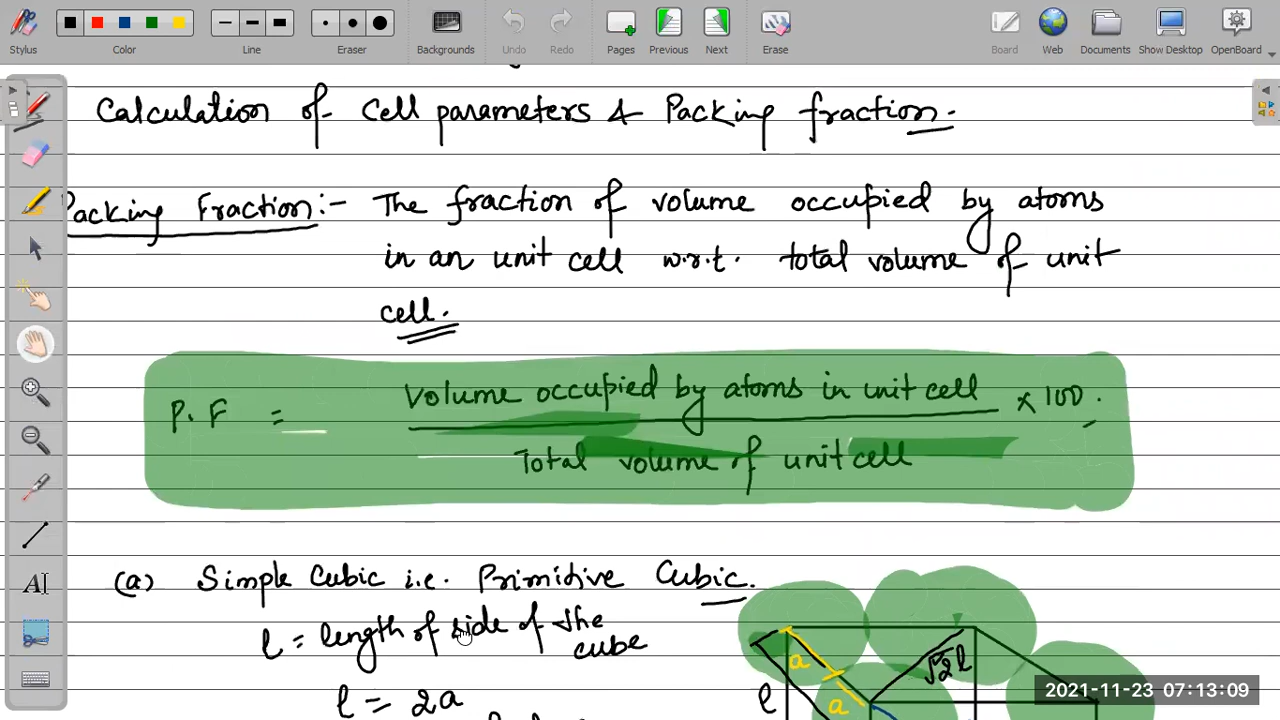 Stylus
Color
Line
Eraser
Backgrounds
Undo
Redo
Pages
Previous
Next
Erase
Board
Web
Documents
Show Desktop
OpenBoard
Calculation of Cell parameters & Packing fraction.
Packing Fraction:- The fraction of volume occupied by atoms
in an unit cell w.r.t. total volume of unit
cell.
P.F = Volume occupied by atoms in unit cell × 100.
Total volume of unit cell
(a) Simple Cubic i.e. Primitive Cubic.
l = length of side of the
cube
l = 2a
a
a
√2l
l
2021-11-23 07:13:09